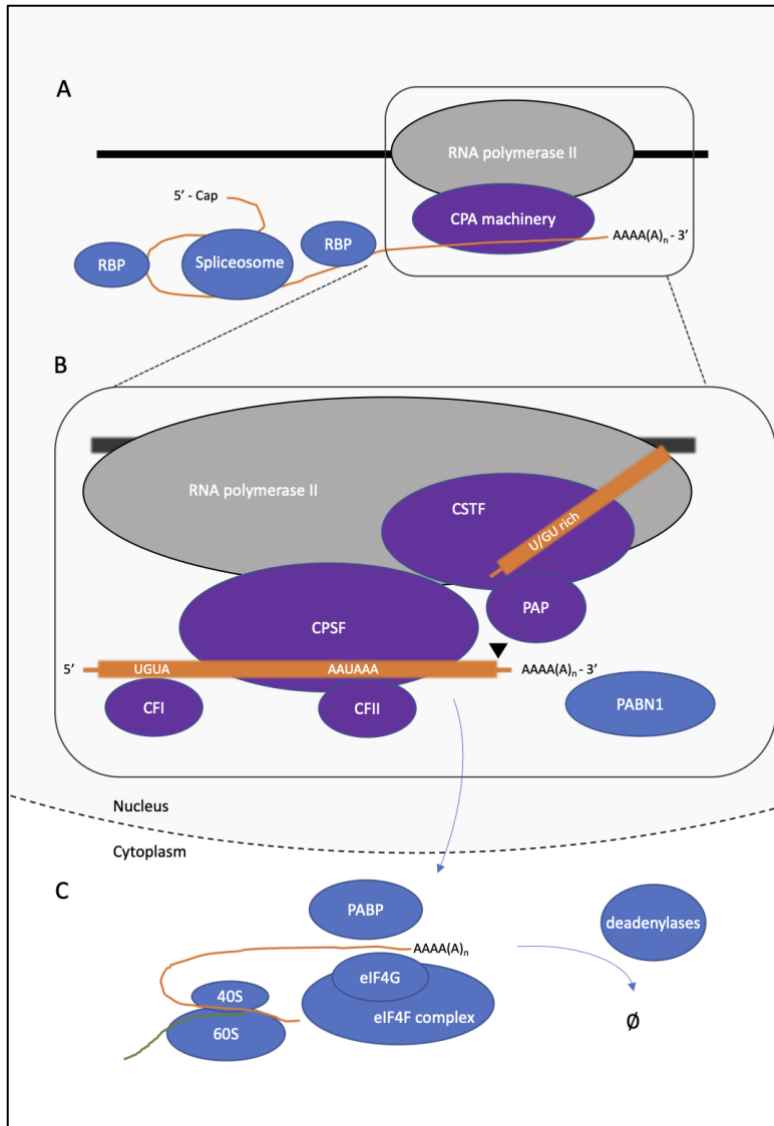 A
RNA polymerase II
5’ - Cap
CPA machinery
RBP
AAAA(A)n - 3’
RBP
Spliceosome
B
RNA polymerase II
CSTF
U/GU rich
PAP
CPSF
5’
UGUA
AAUAAA
AAAA(A)n - 3’
CFI
CFII
PABN1
Nucleus
Cytoplasm
C
PABP
deadenylases
AAAA(A)n
eIF4G
40S
eIF4F complex
60S
Ø